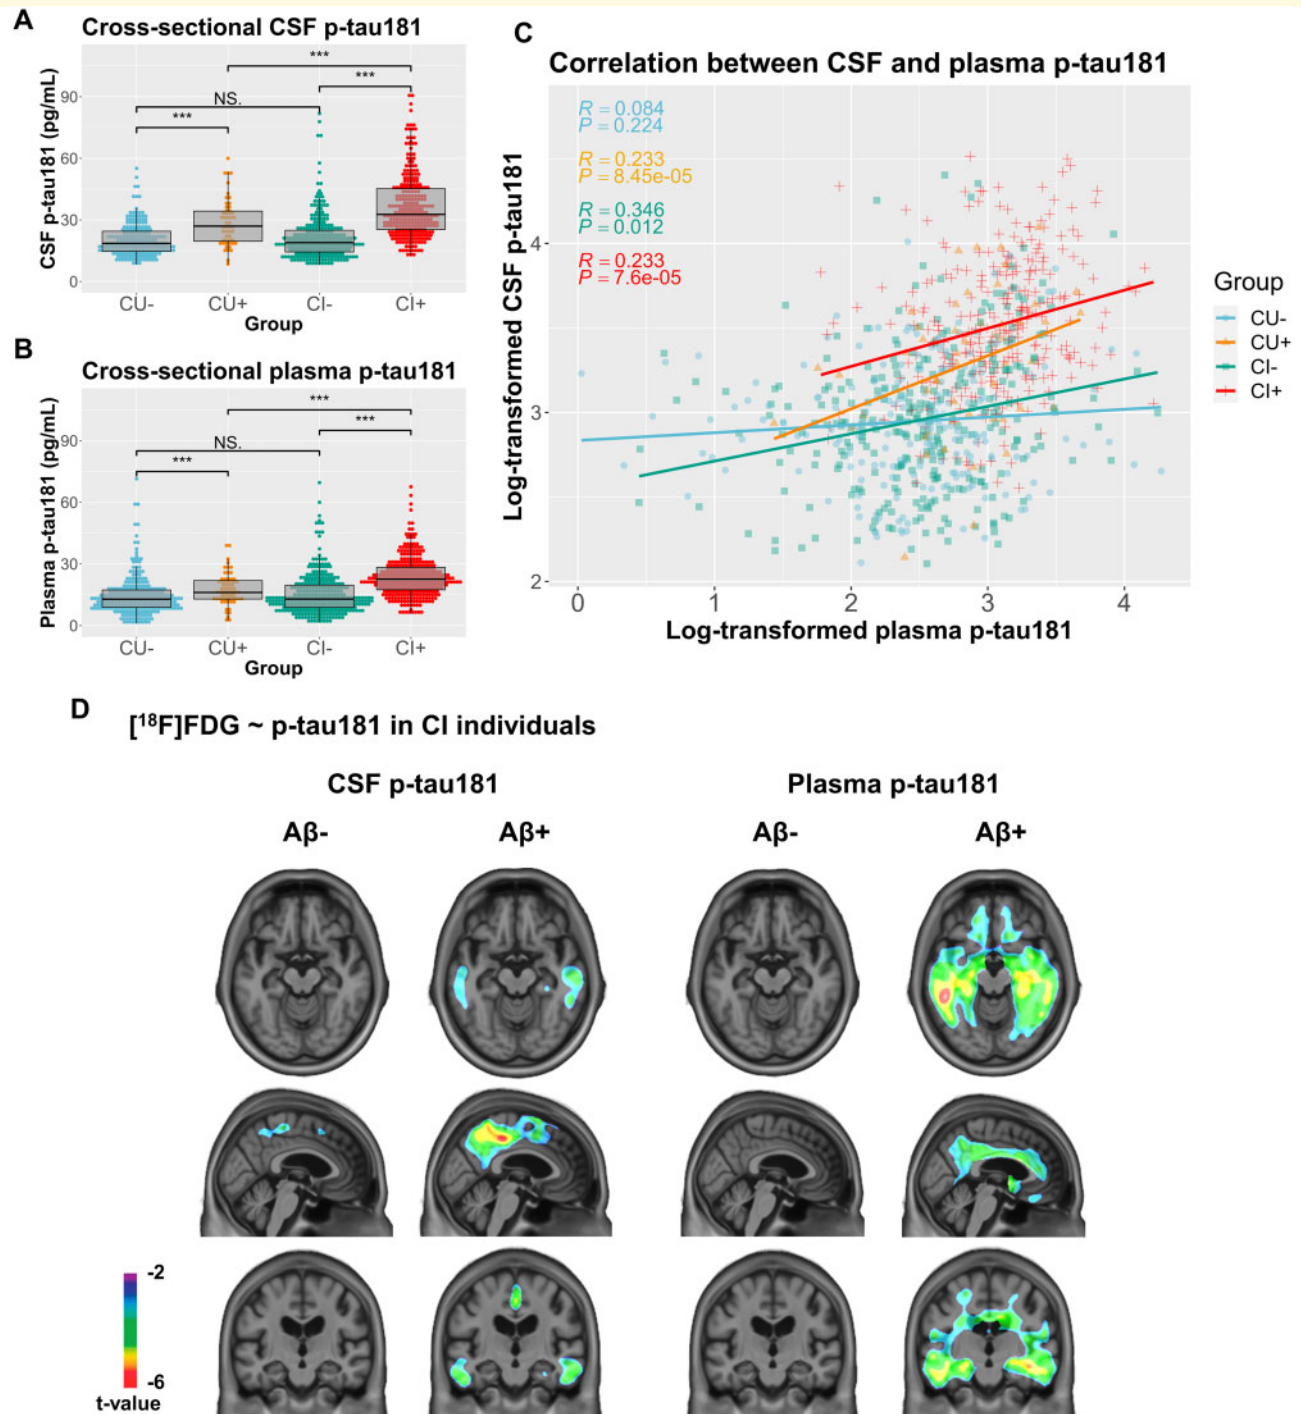 A
Cross-sectional CSF p-tau181
CSF p-tau181 (pg/mL)
90
60
30
0
***
***
NS.
***
CU- CU+ CI- CI+
Group
B
Cross-sectional plasma p-tau181
Plasma p-tau181 (pg/mL)
90
60
30
0
***
***
NS.
***
CU- CU+ CI- CI+
Group
C
Correlation between CSF and plasma p-tau181
R = 0.084
P = 0.224
R = 0.233
P = 8.45e-05
R = 0.346
P = 0.012
R = 0.233
P = 7.6e-05
Log-transformed CSF p-tau181
4
3
2
0 1 2 3 4
Log-transformed plasma p-tau181
Group
CU-
CU+
CI-
CI+
D
[¹⁸F]FDG ~ p-tau181 in CI individuals
CSF p-tau181 Plasma p-tau181
Aβ- Aβ+ Aβ- Aβ+
-2
-6
t-value